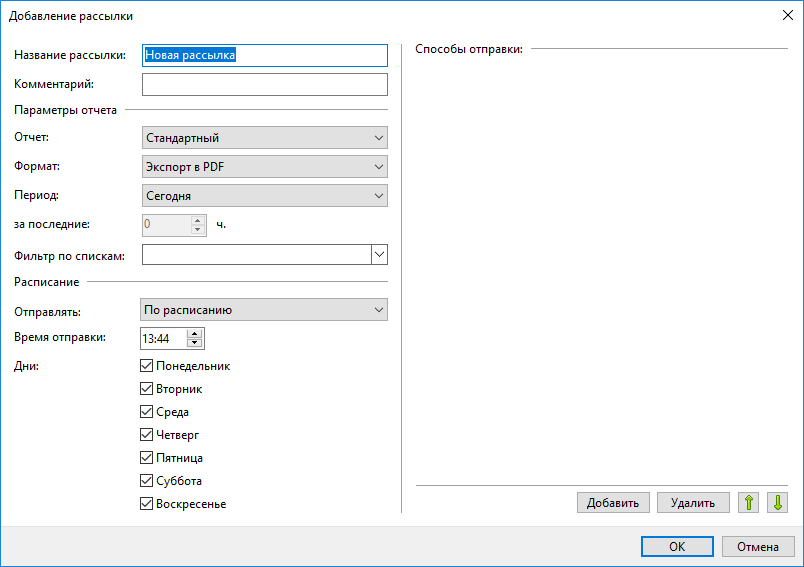 Добавление рассылки
Название рассылки: Новая рассылка
Комментарий:
Параметры отчета
Отчет: Стандартный
Формат: Экспорт в PDF
Период: Сегодня
за последние: 0 ч.
Фильтр по спискам:
Расписание
Отправлять: По расписанию
Время отправки: 13:44
Дни: Понедельник
Вторник
Среда
Четверг
Пятница
Суббота
Воскресенье
Способы отправки:
Добавить Удалить
OK Отмена